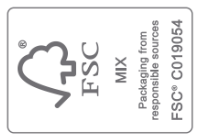 ®
FSC
MIX
Packaging from
responsible sources
FSC® C019054